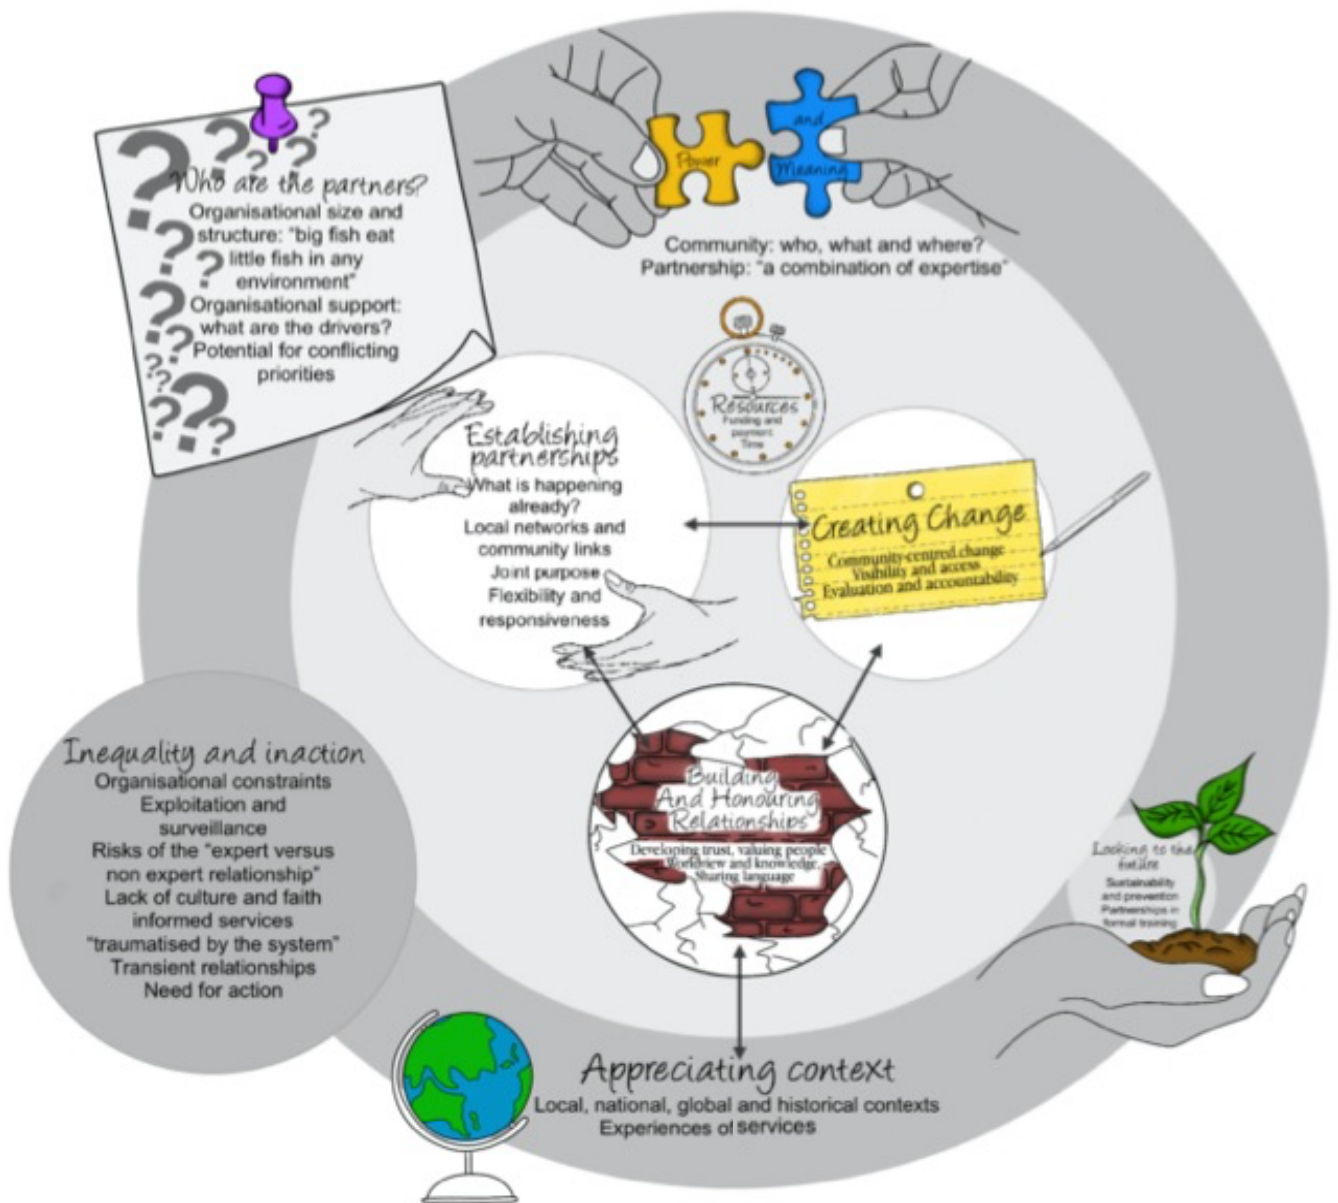 Who are the partners?
Organisational size and
structure: "big fish eat
little fish in any
environment"
Organisational support:
what are the drivers?
Potential for conflicting
priorities
Power
and
Meaning
Community: who, what and where?
Partnership: "a combination of expertise"
Resources
Funding and
payment
Time
Establishing
partnerships
What is happening
already?
Local networks and
community links
Joint purpose
Flexibility and
responsiveness
Creating Change
Community-centred change
Visibility and access
Evaluation and accountability
Building
And Honouring
Relationships
Developing trust, valuing people
Worldview and knowledge,
Sharing language
Inequality and inaction
Organisational constraints
Exploitation and
surveillance
Risks of the "expert versus
non expert relationship"
Lack of culture and faith
informed services
"traumatised by the system"
Transient relationships
Need for action
Looking to the
future
Sustainability
and prevention
Partnerships in
formal training
Appreciating context
Local, national, global and historical contexts
Experiences of services